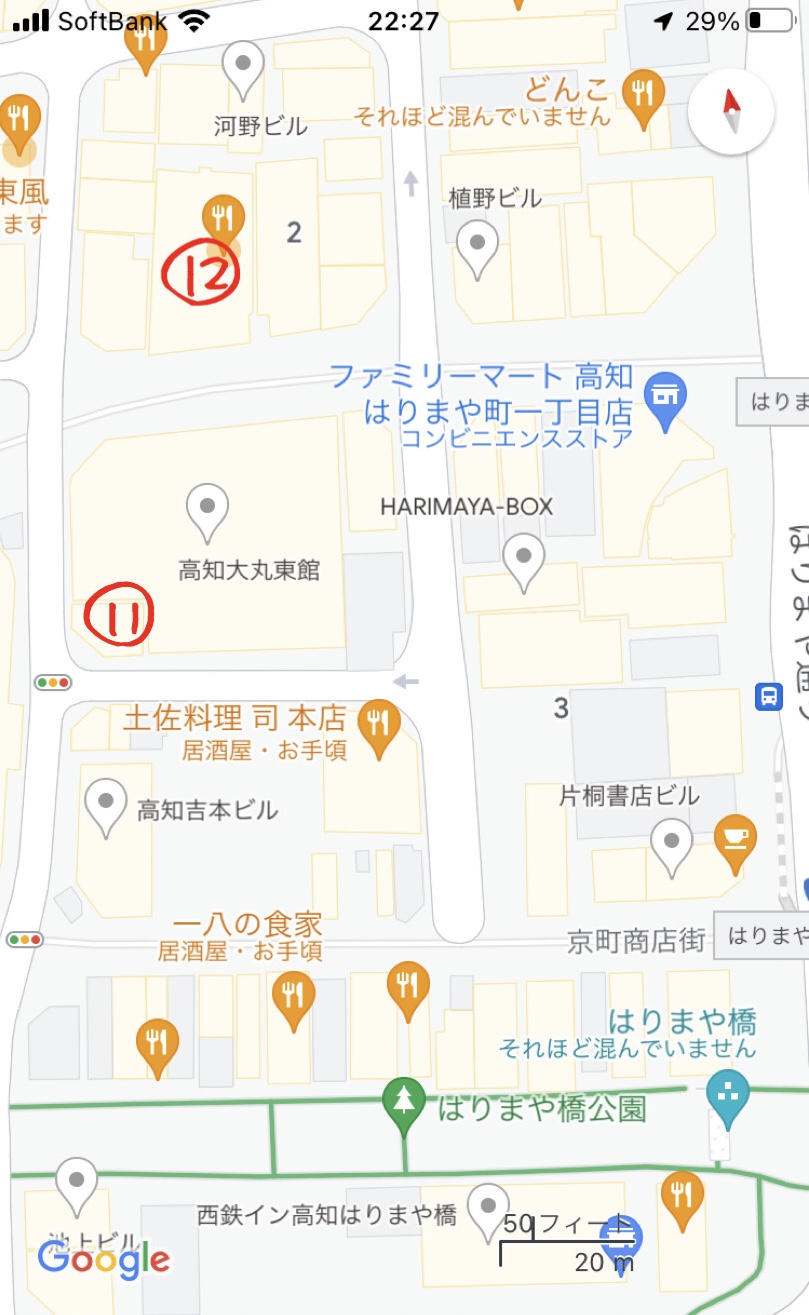 SoftBank 22:27 29%
河野ビル
どんこ
それほど混んでいません
東風
ます
植野ビル
2
⑫
ファミリーマート 高知
はりまや町一丁目店
コンビニエンスストア
はりま
HARIMAYA-BOX
高知大丸東館
はりまや通り
⑪
土佐料理 司 本店
居酒屋・お手頃
3
高知吉本ビル
片桐書店ビル
一八の食家
居酒屋・お手頃
京町商店街
はりまや
はりまや橋
それほど混んでいません
はりまや橋公園
西鉄イン高知はりまや橋
池上ビル
50フィート
20 m
Google